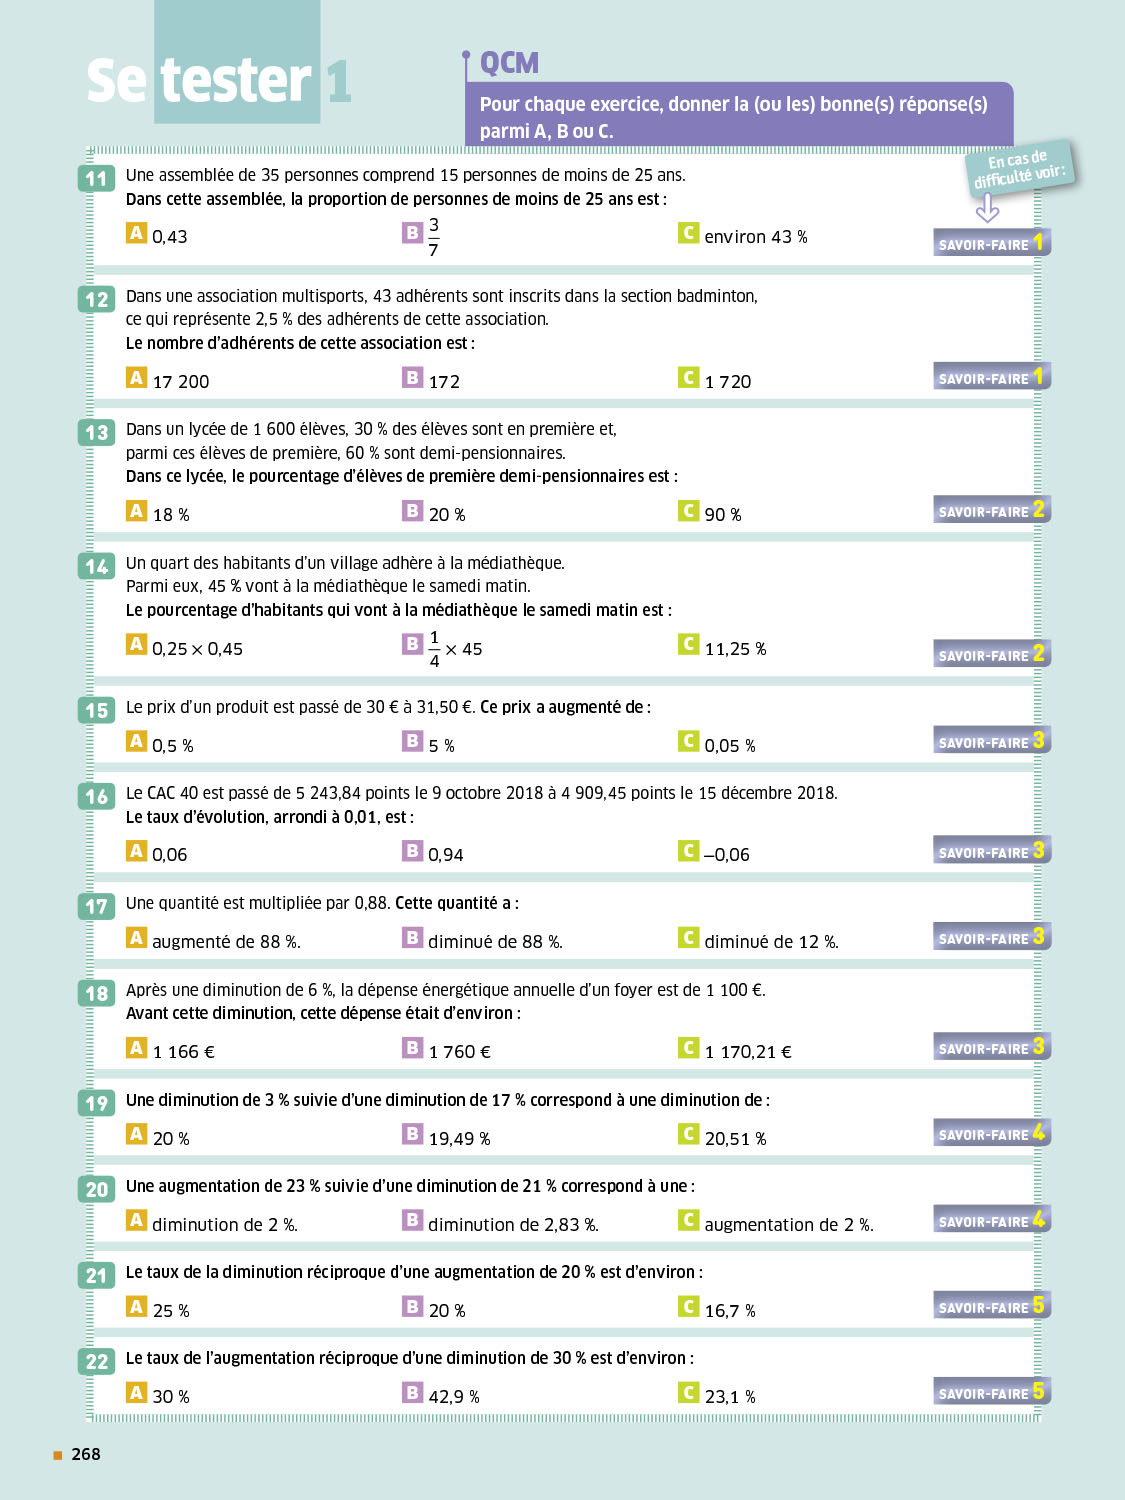 Se tester 1
QCM
Pour chaque exercice, donner la (ou les) bonne(s) réponse(s)
parmi A, B ou C.
En cas de
difficulté voir :
11 Une assemblée de 35 personnes comprend 15 personnes de moins de 25 ans.
Dans cette assemblée, la proportion de personnes de moins de 25 ans est :
A 0,43 B 3/7 C environ 43 % SAVOIR-FAIRE 1
12 Dans une association multisports, 43 adhérents sont inscrits dans la section badminton,
ce qui représente 2,5 % des adhérents de cette association.
Le nombre d'adhérents de cette association est :
A 17 200 B 172 C 1 720 SAVOIR-FAIRE 1
13 Dans un lycée de 1 600 élèves, 30 % des élèves sont en première et,
parmi ces élèves de première, 60 % sont demi-pensionnaires.
Dans ce lycée, le pourcentage d'élèves de première demi-pensionnaires est :
A 18 % B 20 % C 90 % SAVOIR-FAIRE 2
14 Un quart des habitants d'un village adhère à la médiathèque.
Parmi eux, 45 % vont à la médiathèque le samedi matin.
Le pourcentage d'habitants qui vont à la médiathèque le samedi matin est :
A 0,25 × 0,45 B 1/4 × 45 C 11,25 % SAVOIR-FAIRE 2
15 Le prix d'un produit est passé de 30 € à 31,50 €. Ce prix a augmenté de :
A 0,5 % B 5 % C 0,05 % SAVOIR-FAIRE 3
16 Le CAC 40 est passé de 5 243,84 points le 9 octobre 2018 à 4 909,45 points le 15 décembre 2018.
Le taux d'évolution, arrondi à 0,01, est :
A 0,06 B 0,94 C –0,06 SAVOIR-FAIRE 3
17 Une quantité est multipliée par 0,88. Cette quantité a :
A augmenté de 88 %. B diminué de 88 %. C diminué de 12 %. SAVOIR-FAIRE 3
18 Après une diminution de 6 %, la dépense énergétique annuelle d'un foyer est de 1 100 €.
Avant cette diminution, cette dépense était d'environ :
A 1 166 € B 1 760 € C 1 170,21 € SAVOIR-FAIRE 3
19 Une diminution de 3 % suivie d'une diminution de 17 % correspond à une diminution de :
A 20 % B 19,49 % C 20,51 % SAVOIR-FAIRE 4
20 Une augmentation de 23 % suivie d'une diminution de 21 % correspond à une :
A diminution de 2 %. B diminution de 2,83 %. C augmentation de 2 %. SAVOIR-FAIRE 4
21 Le taux de la diminution réciproque d'une augmentation de 20 % est d'environ :
A 25 % B 20 % C 16,7 % SAVOIR-FAIRE 5
22 Le taux de l'augmentation réciproque d'une diminution de 30 % est d'environ :
A 30 % B 42,9 % C 23,1 % SAVOIR-FAIRE 5
268